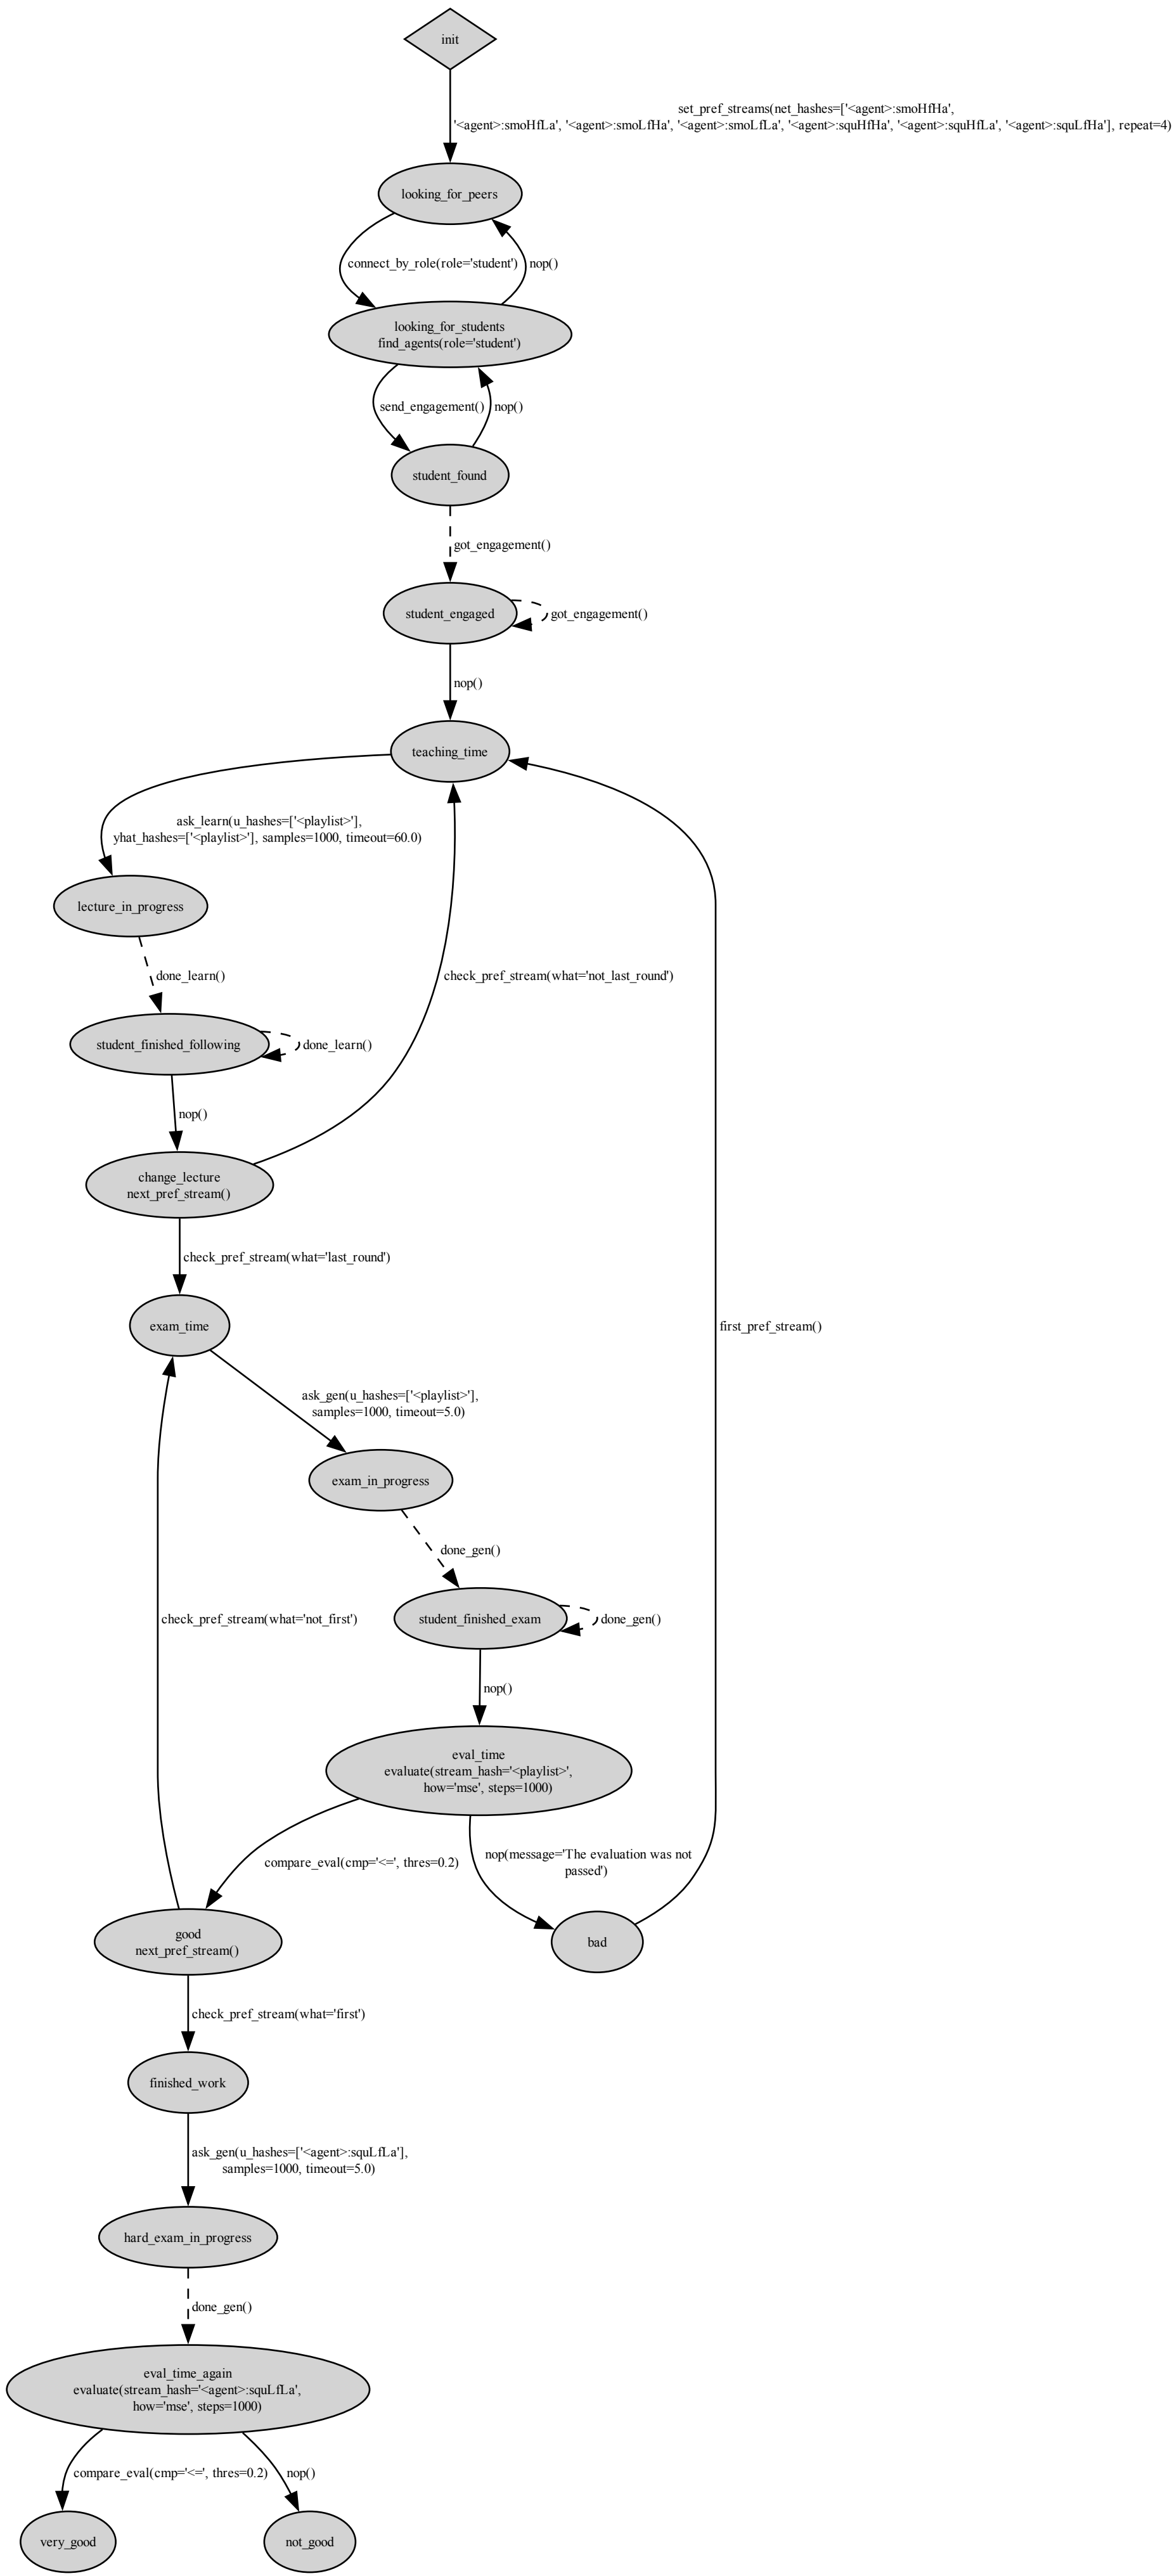 init
set_pref_streams(net_hashes=['<agent>:smoHfHa',
'<agent>:smoHfLa', '<agent>:smoLfHa', '<agent>:smoLfLa', '<agent>:squHfHa', '<agent>:squHfLa', '<agent>:squLfHa'], repeat=4)
looking_for_peers
connect_by_role(role='student')
nop()
looking_for_students
find_agents(role='student')
send_engagement()
nop()
student_found
got_engagement()
student_engaged
got_engagement()
nop()
teaching_time
ask_learn(u_hashes=['<playlist>'],
yhat_hashes=['<playlist>'], samples=1000, timeout=60.0)
lecture_in_progress
done_learn()
check_pref_stream(what='not_last_round')
student_finished_following
done_learn()
nop()
change_lecture
next_pref_stream()
check_pref_stream(what='last_round')
exam_time
first_pref_stream()
ask_gen(u_hashes=['<playlist>'],
samples=1000, timeout=5.0)
exam_in_progress
done_gen()
check_pref_stream(what='not_first')
student_finished_exam
done_gen()
nop()
eval_time
evaluate(stream_hash='<playlist>',
how='mse', steps=1000)
compare_eval(cmp='<=', thres=0.2)
nop(message='The evaluation was not
passed')
good
next_pref_stream()
bad
check_pref_stream(what='first')
finished_work
ask_gen(u_hashes=['<agent>:squLfLa'],
samples=1000, timeout=5.0)
hard_exam_in_progress
done_gen()
eval_time_again
evaluate(stream_hash='<agent>:squLfLa',
how='mse', steps=1000)
compare_eval(cmp='<=', thres=0.2)
nop()
very_good
not_good